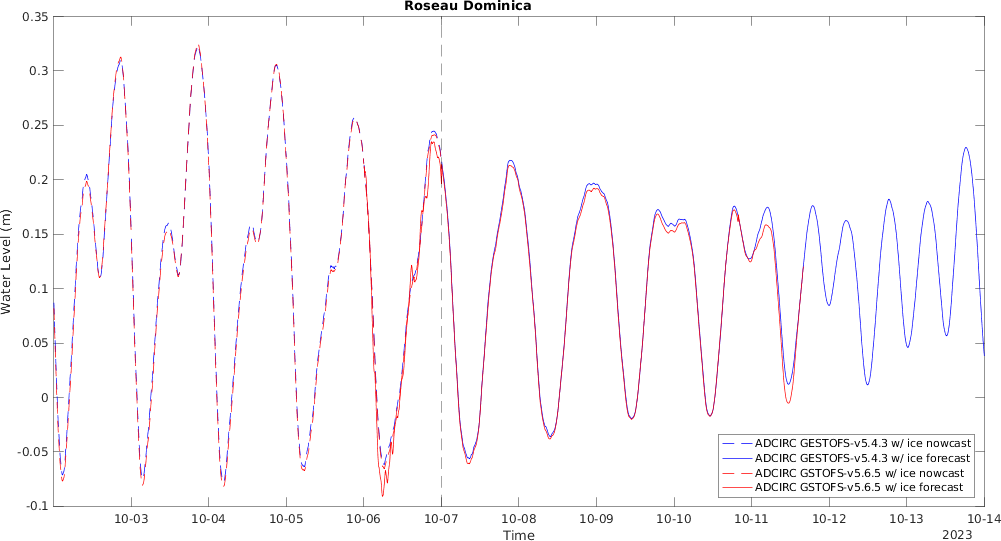 Roseau Dominica
0.35
0.3
0.25
0.2
0.15
0.1
0.05
0
-0.05
-0.1
Water Level (m)
ADCIRC GESTOFS-v5.4.3 w/ ice nowcast
ADCIRC GESTOFS-v5.4.3 w/ ice forecast
ADCIRC GSTOFS-v5.6.5 w/ ice nowcast
ADCIRC GSTOFS-v5.6.5 w/ ice forecast
10-03 10-04 10-05 10-06 10-07 10-08 10-09 10-10 10-11 10-12 10-13 10-14
Time
2023